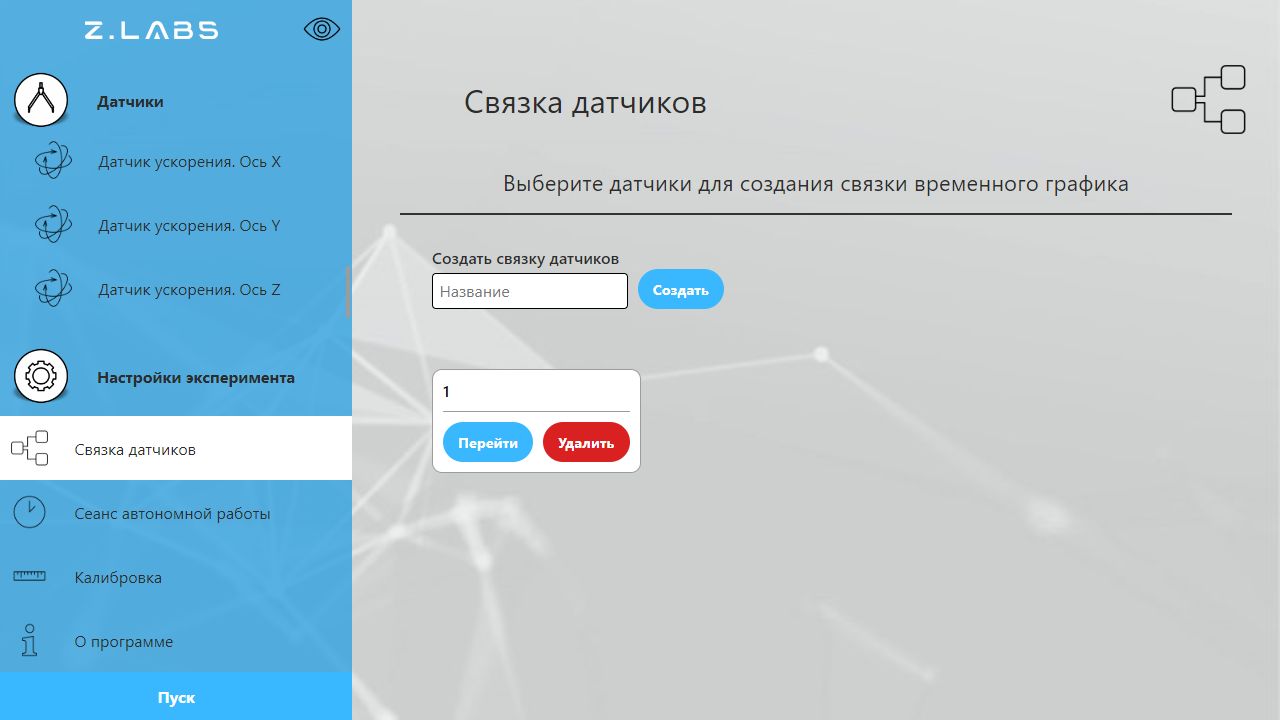 Z.LABS
Датчики
Датчик ускорения. Ось X
Датчик ускорения. Ось Y
Датчик ускорения. Ось Z
Настройки эксперимента
Связка датчиков
Сеанс автономной работы
Калибровка
О программе
Пуск
Связка датчиков
Выберите датчики для создания связки временного графика
Создать связку датчиков
Название
Создать
1
Перейти
Удалить